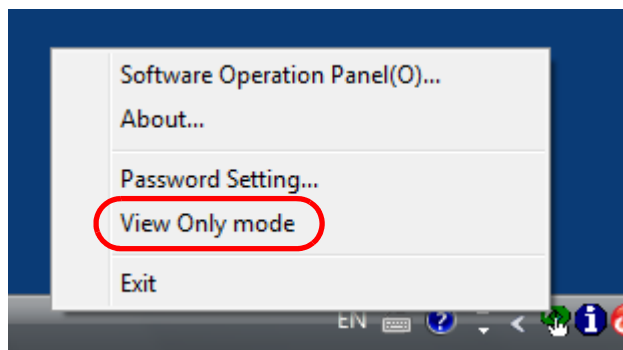 Software Operation Panel(O)...
About...
Password Setting...
View Only mode
Exit
EN